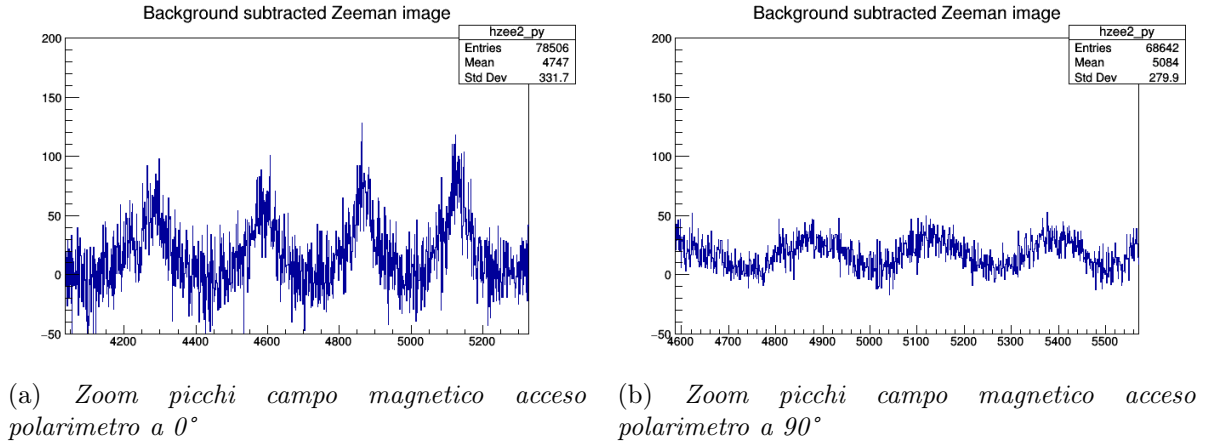 Background subtracted Zeeman image
hzee2_py
Entries 78506
Mean 4747
Std Dev 331.7
200
150
100
50
0
−50
4200 4400 4600 4800 5000 5200
(a) Zoom picchi campo magnetico acceso
polarimetro a 0°
Background subtracted Zeeman image
hzee2_py
Entries 68642
Mean 5084
Std Dev 279.9
200
150
100
50
0
−50
4600 4700 4800 4900 5000 5100 5200 5300 5400 5500
(b) Zoom picchi campo magnetico acceso
polarimetro a 90°